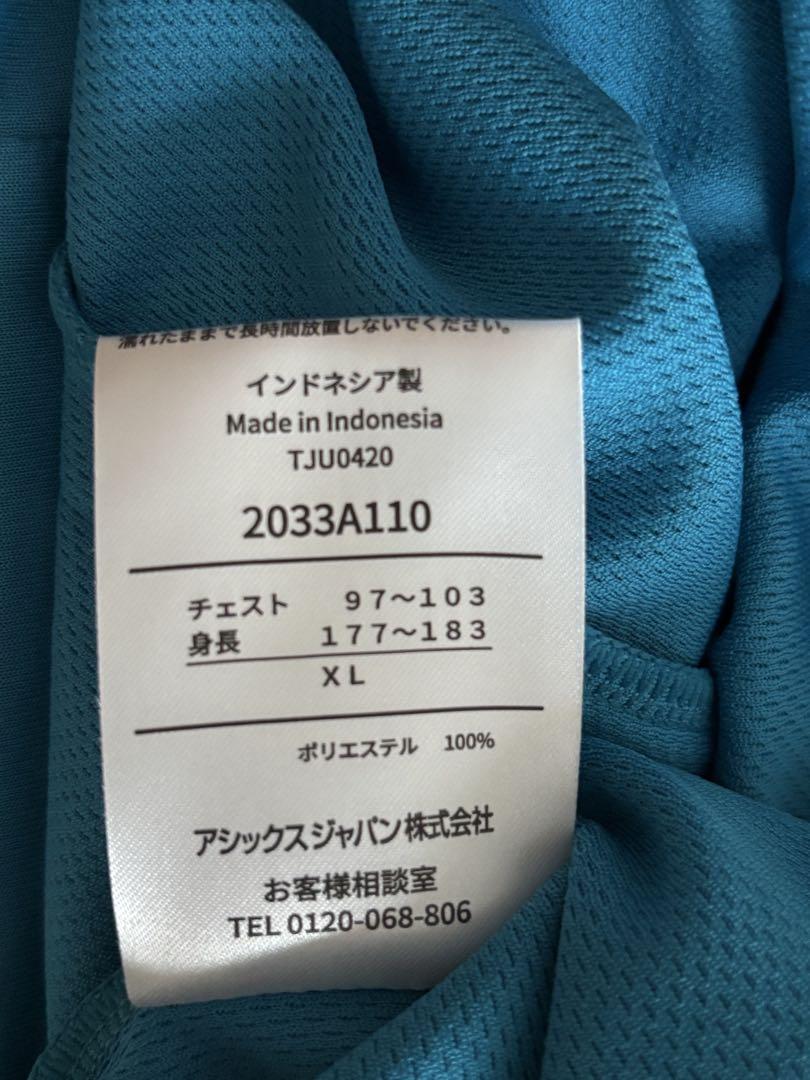 濡れたままで長時間放置しないでください。
インドネシア製
Made in Indonesia
TJU0420
2033A110
チェスト　９７～１０３
身長　１７７～１８３
ＸＬ
ポリエステル 100%
アシックスジャパン株式会社
お客様相談室
TEL 0120-068-806